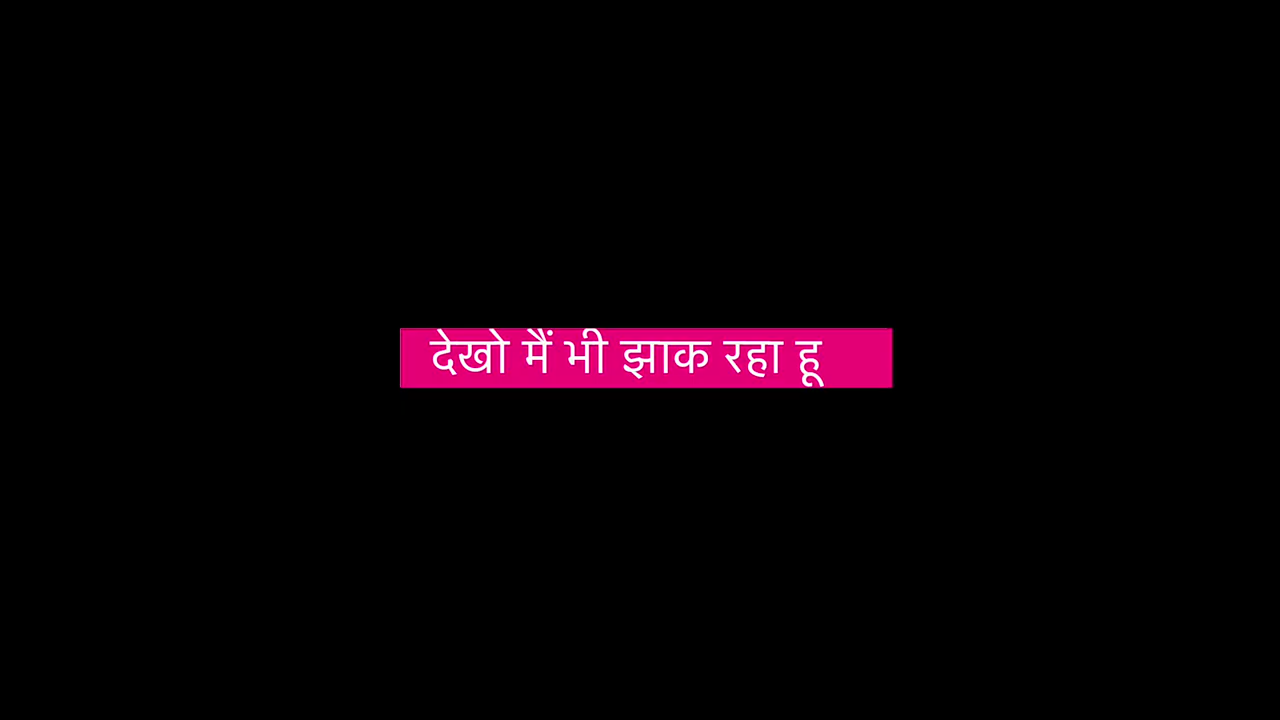 देखो मैं भी झाक रहा हू